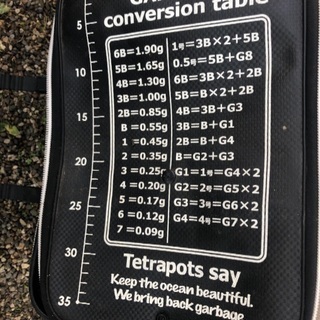 conversion table
5
10
15
20
25
30
35
6B=1.90g
5B=1.65g
4B=1.30g
3B=1.00g
2B=0.85g
B=0.55g
1=0.45g
2=0.35g
3=0.25g
4=0.20g
5=0.17g
6=0.12g
7=0.09g
1号=3B×2+5B
0.5号=5B+G8
6B=3B×2+2B
5B=B×2+2B
4B=3B+G3
3B=B+G1
2B=B+G4
B=G2+G3
G1=1号=G4×2
G2=2号=G5×2
G3=3号=G6×2
G4=4号=G7×2
Tetrapots say
Keep the ocean beautiful.
We bring back garbage